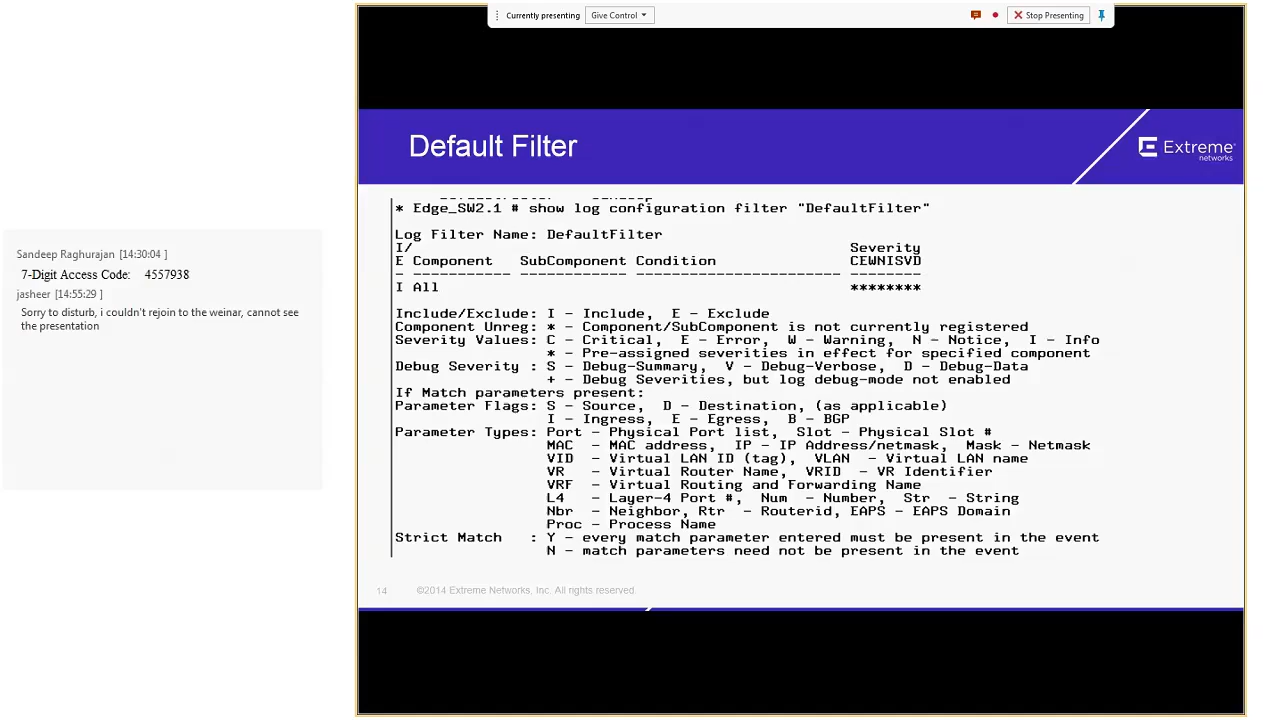 Currently presenting Give Control Stop Presenting
Sandeep Raghurajan [14:30:04 ]
7-Digit Access Code: 4557938
jasheer [14:55:29 ]
Sorry to disturb, i couldn't rejoin to the weinar, cannot see
the presentation
Default Filter
Extreme
networks
* Edge_SW2.1 # show log configuration filter "DefaultFilter"
Log Filter Name: DefaultFilter
I/ Severity
E Component SubComponent Condition CEWNISVD
- ----------- ------------ ----------------------- --------
I All ********
Include/Exclude: I - Include, E - Exclude
Component Unreg: * - Component/SubComponent is not currently registered
Severity Values: C - Critical, E - Error, W - Warning, N - Notice, I - Info
* - Pre-assigned severities in effect for specified component
Debug Severity : S - Debug-Summary, V - Debug-Verbose, D - Debug-Data
+ - Debug Severities, but log debug-mode not enabled
If Match parameters present:
Parameter Flags: S - Source, D - Destination, (as applicable)
I - Ingress, E - Egress, B - BGP
Parameter Types: Port - Physical Port list, Slot - Physical Slot #
MAC - MAC address, IP - IP Address/netmask, Mask - Netmask
VID - Virtual LAN ID (tag), VLAN - Virtual LAN name
VR - Virtual Router Name, VRID - VR Identifier
VRF - Virtual Routing and Forwarding Name
L4 - Layer-4 Port #, Num - Number, Str - String
Nbr - Neighbor, Rtr - Routerid, EAPS - EAPS Domain
Proc - Process Name
Strict Match : Y - every match parameter entered must be present in the event
N - match parameters need not be present in the event
14 ©2014 Extreme Networks, Inc. All rights reserved.